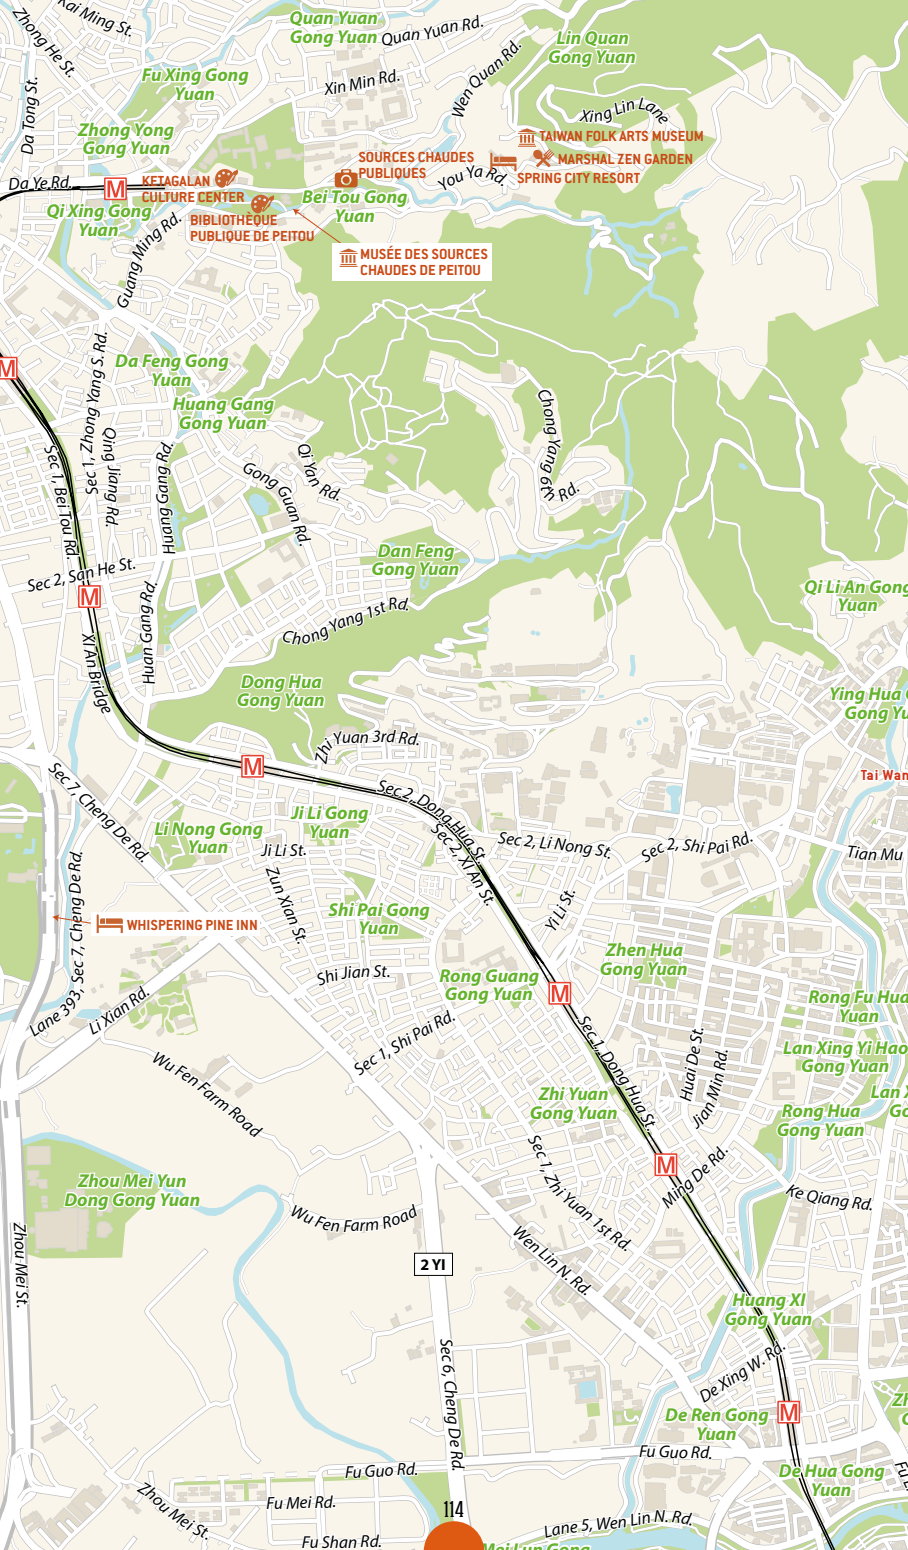 Kai Ming St.
Zhong He St.
Quan Yuan
Gong Yuan
Quan Yuan Rd.
Lin Quan
Gong Yuan
Fu Xing Gong
Yuan
Xin Min Rd.
Wen Quan Rd.
Da Tong St.
Zhong Yong
Gong Yuan
Xing Lin Lane
TAIWAN FOLK ARTS MUSEUM
SOURCES CHAUDES
PUBLIQUES
MARSHAL ZEN GARDEN
You Ya Rd.
SPRING CITY RESORT
Da Ye Rd.
M
KETAGALAN
CULTURE CENTER
Bei Tou Gong
Yuan
Qi Xing Gong
Yuan
BIBLIOTHÈQUE
PUBLIQUE DE PEITOU
Guang Ming Rd.
MUSÉE DES SOURCES
CHAUDES DE PEITOU
M
Sec 1, Zhong Yang S. Rd.
Da Feng Gong
Yuan
Huang Gang
Gong Yuan
Chong Yang 6th Rd.
Qing Jiang Rd.
Sec 1, Bei Tou Rd.
Huang Gang Rd.
Qi Yan Rd.
Gong Guan Rd.
Dan Feng
Gong Yuan
Sec 2, San He St.
M
Qi Li An Gong
Yuan
Huan Gang Rd.
Chong Yang 1st Rd.
Xi An Bridge
Dong Hua
Gong Yuan
Ying Hua
Gong Yu
Zhi Yuan 3rd Rd.
M
Tai Wan
Sec 7, Cheng De Rd.
Sec 2, Dong Hua St.
Sec 2, XI An St.
Ji Li Gong
Yuan
Li Nong Gong
Yuan
Ji Li St.
Sec 2, Li Nong St.
Sec 2, Shi Pai Rd.
Tian Mu
Zun Xian St.
Lane 393, Sec 7, Cheng De Rd.
WHISPERING PINE INN
Shi Pai Gong
Yuan
Yi Li St.
Zhen Hua
Gong Yuan
Shi Jian St.
Rong Guang
Gong Yuan
M
Rong Fu Hua
Yuan
Li Xian Rd.
Sec 1, Shi Pai Rd.
Sec 1, Dong Hua St.
Huai De St.
Jian Min Rd.
Lan Xing Yi Hao
Gong Yuan
Wu Fen Farm Road
Zhi Yuan
Gong Yuan
Lan X
Go
Rong Hua
Gong Yuan
Sec 1, Zhi Yuan 1st Rd.
M
Ming De Rd.
Zhou Mei Yun
Dong Gong Yuan
Ke Qiang Rd.
Wu Fen Farm Road
Zhou Mei St.
Wen Lin N. Rd.
2 YI
Huang XI
Gong Yuan
Sec 6, Cheng De Rd.
De Xing W. Rd.
M
De Ren Gong
Yuan
Zh
G
Fu Guo Rd.
Fu Guo Rd.
De Hua Gong
Yuan
Zhou Mei St.
Fu Mei Rd.
114
Lane 5, Wen Lin N. Rd.
Fu Shan Rd.
Mei Lun Gong